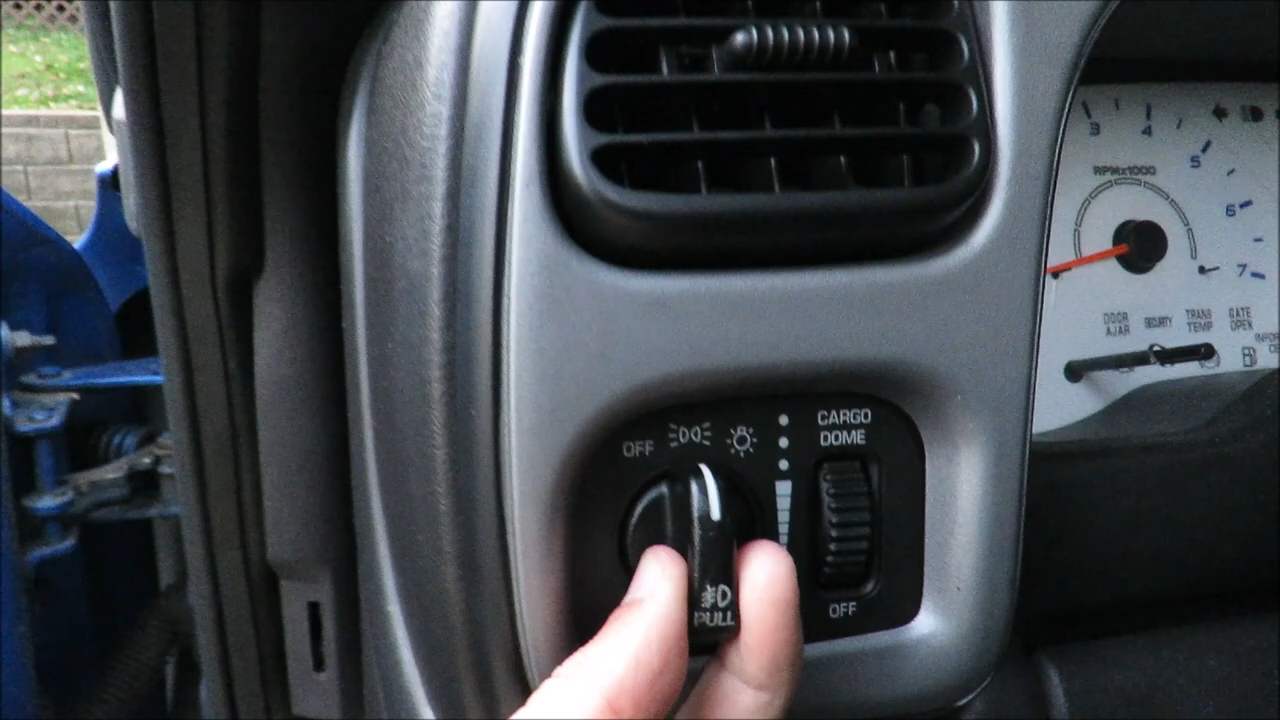 3
4
5
6
7
RPMx1000
DOOR
AJAR
SECURITY
TRANS
TEMP
GATE
OPEN
OFF
CARGO
DOME
OFF
PULL